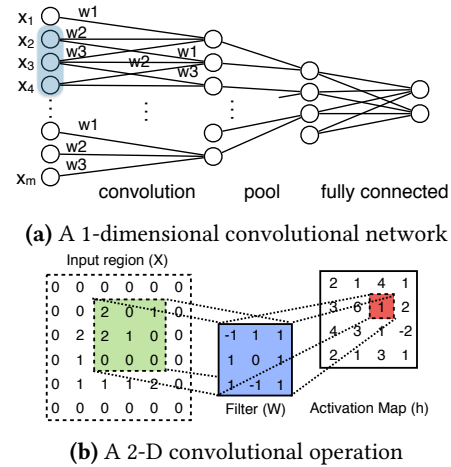 x1 w1
x2 w2
x3 w3 w2 w1
x4 w3
⋮ ⋮ ⋮
w1
w2
xm w3
convolution pool fully connected
(a) A 1-dimensional convolutional network
Input region (X)
0 0 0 0 0 0
0 0 2 0 1 0
0 2 2 1 0 0
0 1 0 0 0 0
0 1 1 1 2 0
0 0 0 0 0 0
-1 1 1
1 0 1
1 -1 1
Filter (W)
2 1 4 1
3 6 1 2
4 3 1 -2
2 1 3 1
Activation Map (h)
(b) A 2-D convolutional operation